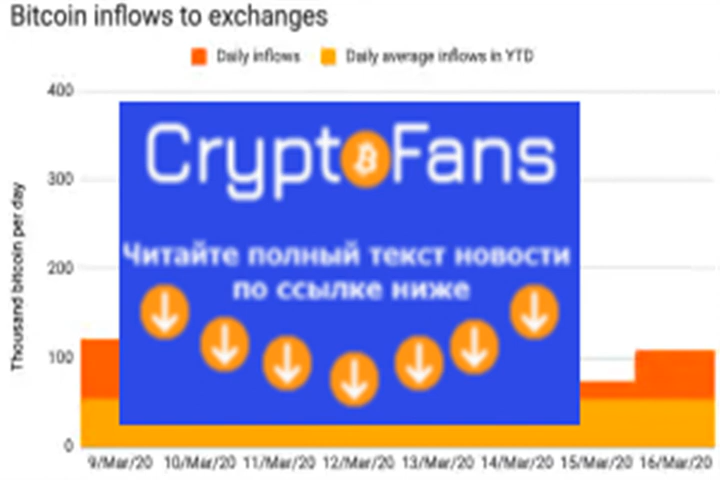 Bitcoin inflows to exchanges
Daily inflows Daily average inflows in YTD
Thousand bitcoin per day
400
300
200
100
0
CryptoFans
Читайте полный текст новости
по ссылке ниже
9/Mar/20 10/Mar/20 11/Mar/20 12/Mar/20 13/Mar/20 14/Mar/20 15/Mar/20 16/Mar/20